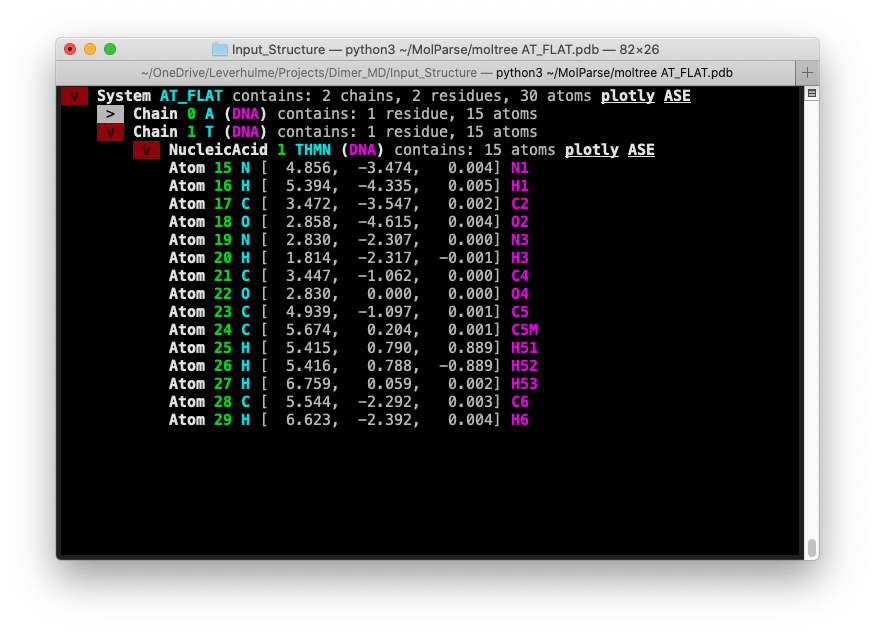 Input_Structure — python3 ~/MolParse/moltree AT_FLAT.pdb — 82×26
~/OneDrive/Leverhulme/Projects/Dimer_MD/Input_Structure — python3 ~/MolParse/moltree AT_FLAT.pdb +
v System AT_FLAT contains: 2 chains, 2 residues, 30 atoms plotly ASE
> Chain 0 A (DNA) contains: 1 residue, 15 atoms
v Chain 1 T (DNA) contains: 1 residue, 15 atoms
v NucleicAcid 1 THMN (DNA) contains: 15 atoms plotly ASE
Atom 15 N [  4.856,  −3.474,   0.004] N1
Atom 16 H [  5.394,  −4.335,   0.005] H1
Atom 17 C [  3.472,  −3.547,   0.002] C2
Atom 18 O [  2.858,  −4.615,   0.004] O2
Atom 19 N [  2.830,  −2.307,   0.000] N3
Atom 20 H [  1.814,  −2.317,  −0.001] H3
Atom 21 C [  3.447,  −1.062,   0.000] C4
Atom 22 O [  2.830,   0.000,   0.000] O4
Atom 23 C [  4.939,  −1.097,   0.001] C5
Atom 24 C [  5.674,   0.204,   0.001] C5M
Atom 25 H [  5.415,   0.790,   0.889] H51
Atom 26 H [  5.416,   0.788,  −0.889] H52
Atom 27 H [  6.759,   0.059,   0.002] H53
Atom 28 C [  5.544,  −2.292,   0.003] C6
Atom 29 H [  6.623,  −2.392,   0.004] H6